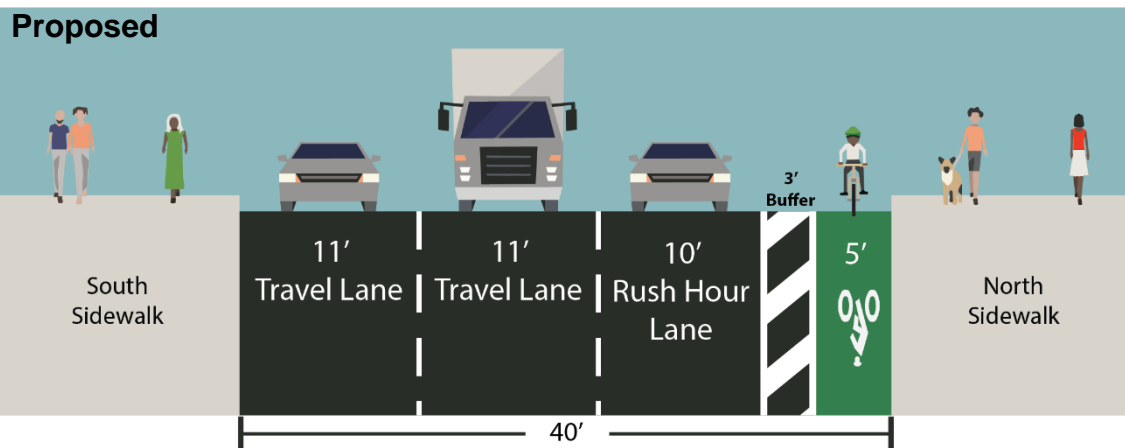 Proposed
3'
Buffer
11'
Travel Lane
11'
Travel Lane
10'
Rush Hour
Lane
5'
South
Sidewalk
North
Sidewalk
40'